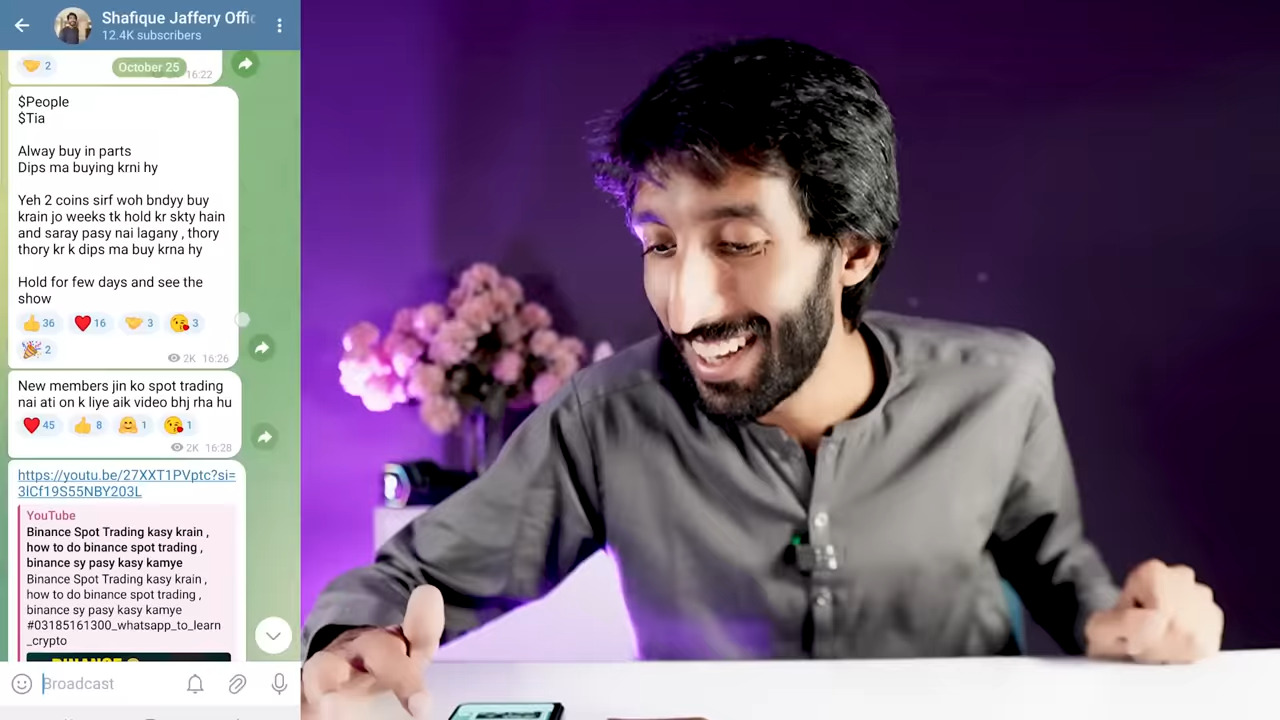 Shafique Jaffery Offic
12.4K subscribers
2
October 25
16:22
$People
$Tia
Alway buy in parts
Dips ma buying krni hy
Yeh 2 coins sirf woh bndyy buy
krain jo weeks tk hold kr skty hain
and saray pasy nai lagany , thory
thory kr k dips ma buy krna hy
Hold for few days and see the
show
36 16 3 3
2
2K 16:26
New members jin ko spot trading
nai ati on k liye aik video bhj rha hu
45 8 1 1
2K 16:28
https://youtu.be/27XXT1PVptc?si=
3lCf19S55NBY203L
YouTube
Binance Spot Trading kasy krain ,
how to do binance spot trading ,
binance sy pasy kasy kamye
Binance Spot Trading kasy krain ,
how to do binance spot trading ,
binance sy pasy kasy kamye
#03185161300_whatsapp_to_learn
_crypto
BINANCE
Broadcast